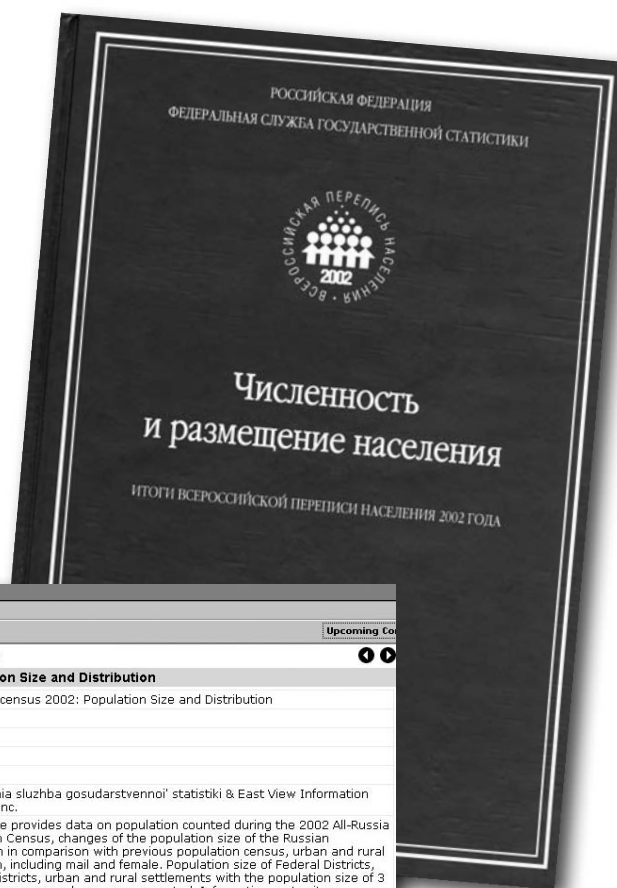 РОССИЙСКАЯ ФЕДЕРАЦИЯ
ФЕДЕРАЛЬНАЯ СЛУЖБА ГОСУДАРСТВЕННОЙ СТАТИСТИКИ
ВСЕРОССИЙСКАЯ ПЕРЕПИСЬ НАСЕЛЕНИЯ
2002
Численность
и размещение населения
ИТОГИ ВСЕРОССИЙСКОЙ ПЕРЕПИСИ НАСЕЛЕНИЯ 2002 ГОДА
Upcoming Co
on Size and Distribution
census 2002: Population Size and Distribution
ia sluzhba gosudarstvennoi' statistiki & East View Information
nc.
e provides data on population counted during the 2002 All-Russia
n Census, changes of the population size of the Russian
n in comparison with previous population census, urban and rural
n, including mail and female. Population size of Federal Districts,
istricts, urban and rural settlements with the population size of 3